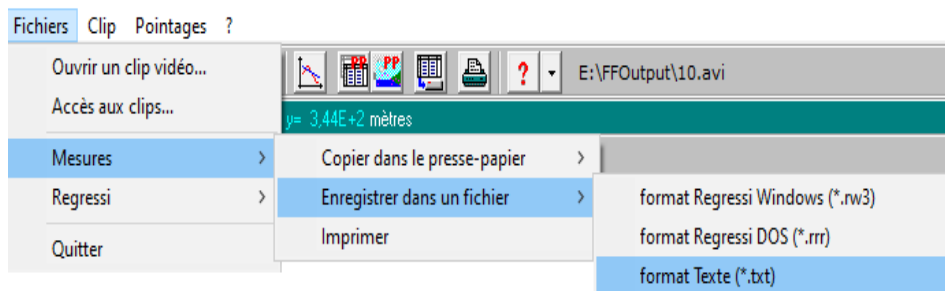 Fichiers Clip Pointages ?
Ouvrir un clip vidéo...
Accès aux clips...
Mesures
Regressi
Quitter
PP PP ? E:\FFOutput\10.avi
y= 3,44E+2 mètres
Copier dans le presse-papier
Enregistrer dans un fichier
Imprimer
format Regressi Windows (*.rw3)
format Regressi DOS (*.rrr)
format Texte (*.txt)